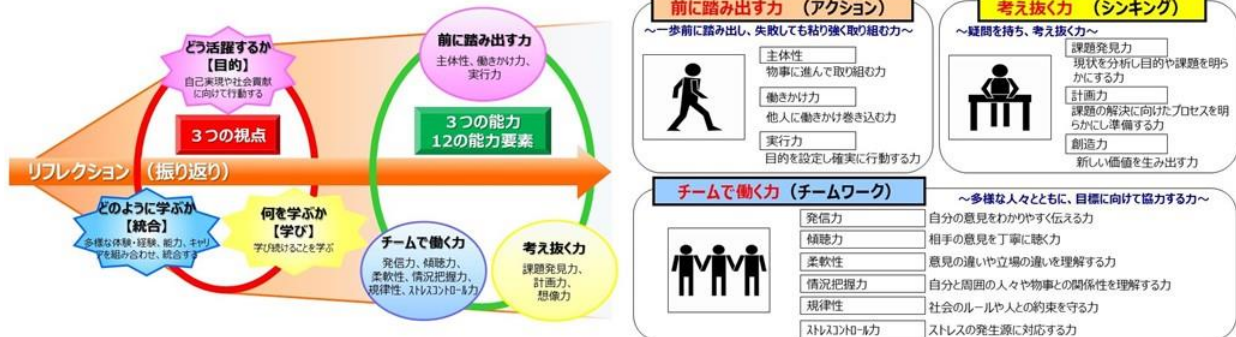 どう活躍するか
【目的】
自己実現や社会貢献
に向けて行動する
3つの視点
リフレクション (振り返り)
どのように学ぶか
【統合】
多様な体験・経験、能力、キャリ
アを組み合わせ、統合する
何を学ぶか
【学び】
学び続けることを学ぶ
前に踏み出す力
主体性、働きかけ力、
実行力
3つの能力
12の能力要素
チームで働く力
発信力、傾聴力、
柔軟性、情況把握力、
規律性、ストレスコントロール力
考え抜く力
課題発見力、
計画力、
想像力
前に踏み出す力 (アクション)
～一歩前に踏み出し、失敗しても粘り強く取り組む力～
主体性
物事に進んで取り組む力
働きかけ力
他人に働きかけ巻き込む力
実行力
目的を設定し確実に行動する力
考え抜く力 (シンキング)
～疑問を持ち、考え抜く力～
課題発見力
現状を分析し目的や課題を明ら
かにする力
計画力
課題の解決に向けたプロセスを明
らかにし準備する力
創造力
新しい価値を生み出す力
チームで働く力 (チームワーク)
～多様な人々とともに、目標に向けて協力する力～
発信力 自分の意見をわかりやすく伝える力
傾聴力 相手の意見を丁寧に聴く力
柔軟性 意見の違いや立場の違いを理解する力
情況把握力 自分と周囲の人々や物事との関係性を理解する力
規律性 社会のルールや人との約束を守る力
ストレスコントロール力 ストレスの発生源に対応する力